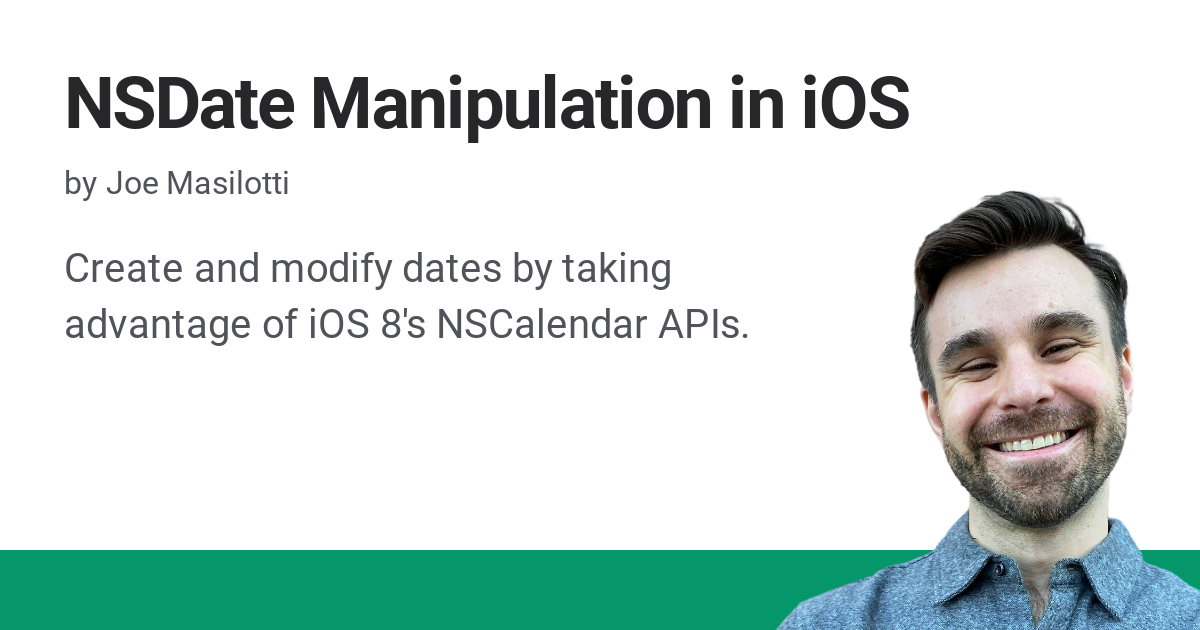 NSDate Manipulation in iOS
by Joe Masilotti
Create and modify dates by taking
advantage of iOS 8's NSCalendar APIs.